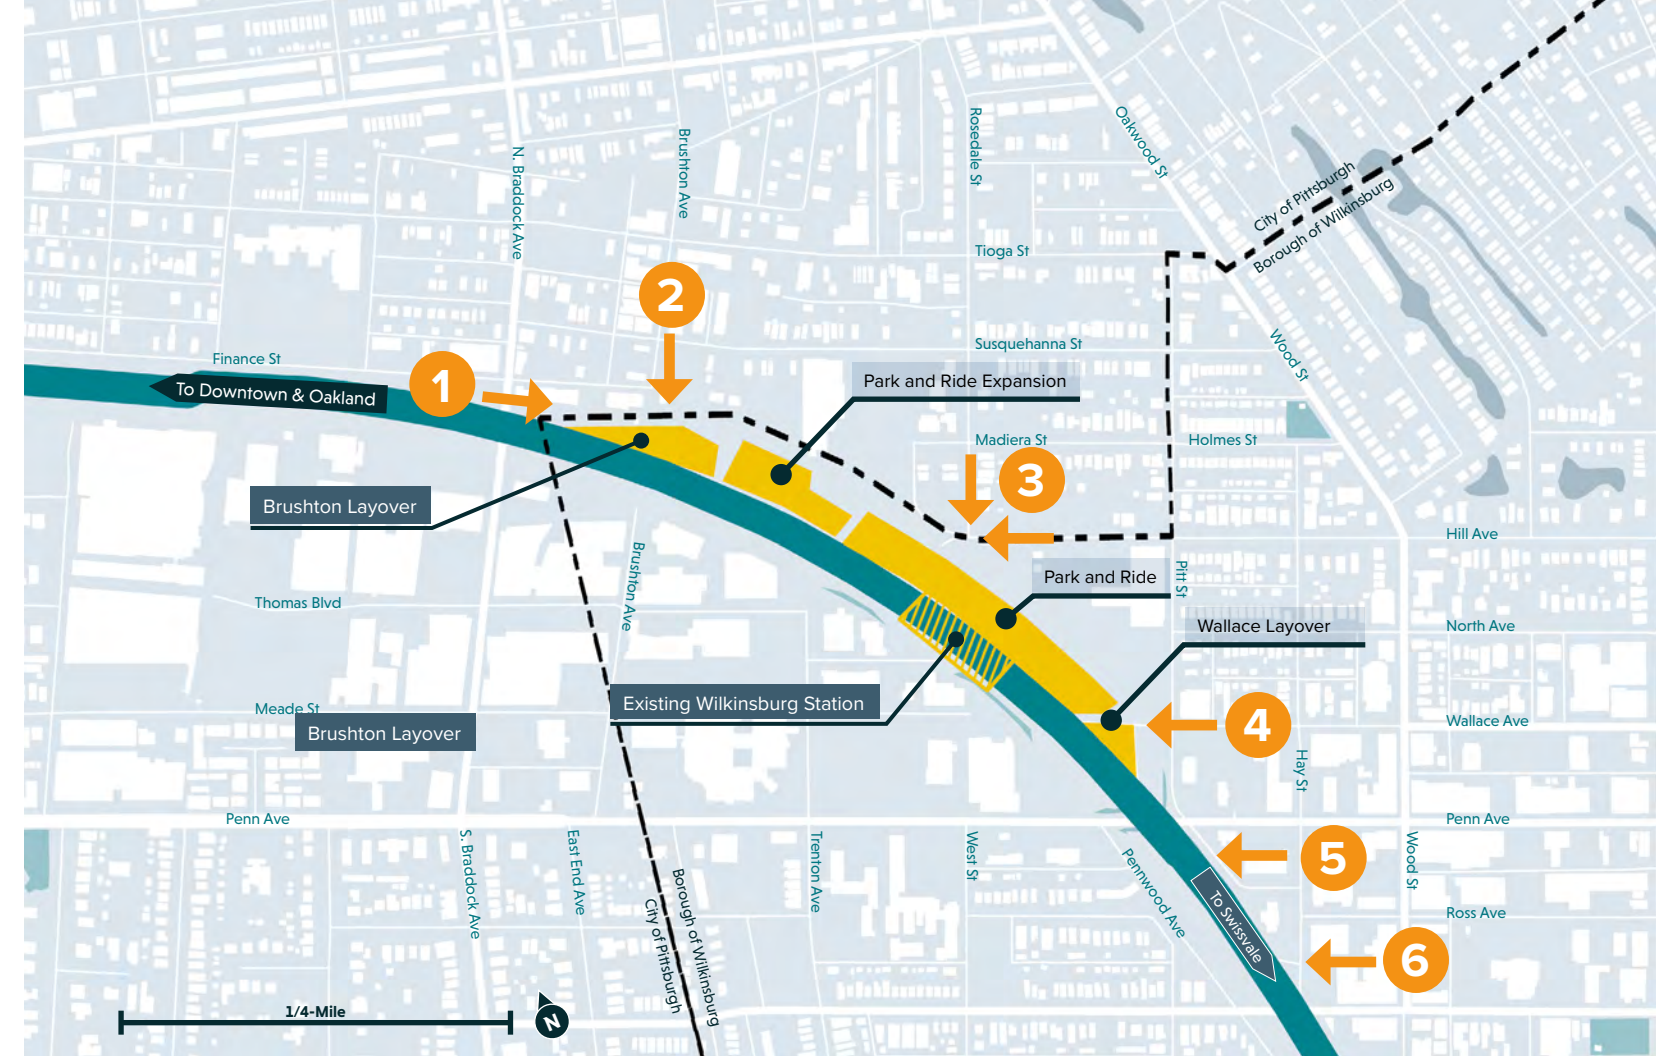 Oakwood St
Rosedale St
Brushton Ave
N. Braddock Ave
City of Pittsburgh
Borough of Wilkinsburg
Tioga St
2
Susquehanna St
Wood St
Finance St
To Downtown & Oakland
1
Park and Ride Expansion
Madiera St
Holmes St
3
Brushton Layover
Hill Ave
Brushton Ave
Park and Ride
Pitt St
Thomas Blvd
Wallace Layover
North Ave
Existing Wilkinsburg Station
Meade St
Brushton Layover
4
Wallace Ave
Hay St
Penn Ave
Penn Ave
S. Braddock Ave
East End Ave
Trenton Ave
West St
Pennwood Ave
5
Wood St
Borough of Wilkinsburg
City of Pittsburgh
To Swissvale
Ross Ave
6
1/4-Mile
N